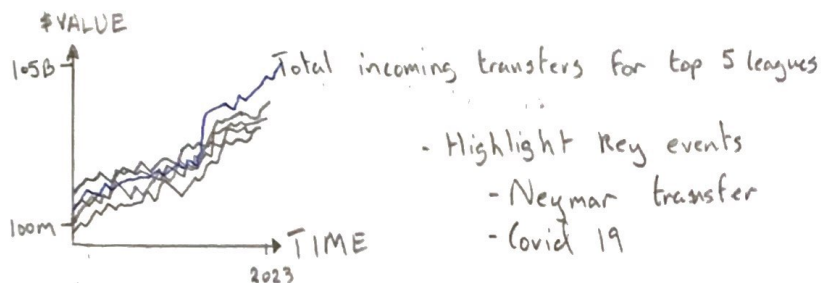 $VALUE
1.05B
Total incoming transfers for top 5 leagues
- Highlight Key events
- Neymar transfer
- Covid 19
100m
TIME
2023